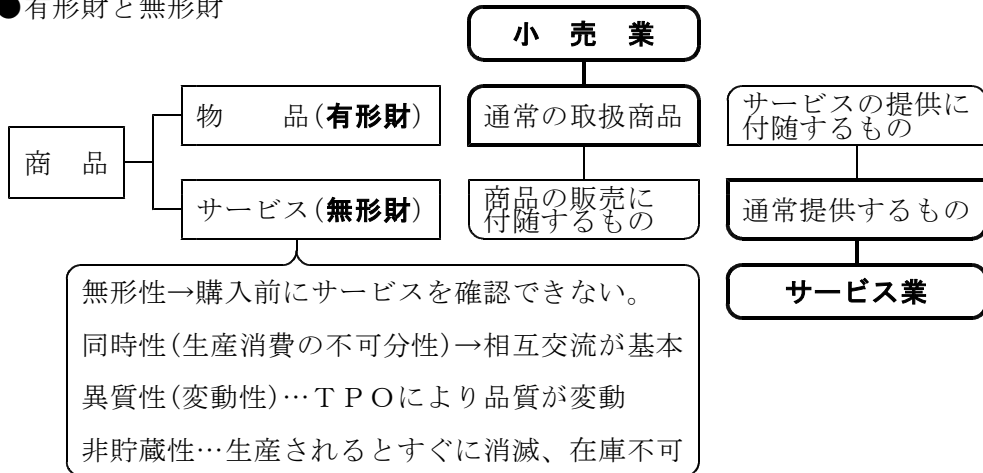 ●有形財と無形財
小 売 業
物 品(有形財)
通常の取扱商品
サービスの提供に
付随するもの
商 品
サービス(無形財)
商品の販売に
付随するもの
通常提供するもの
サービス業
無形性→購入前にサービスを確認できない。
同時性(生産消費の不可分性)→相互交流が基本
異質性(変動性)…ＴＰＯにより品質が変動
非貯蔵性…生産されるとすぐに消滅、在庫不可